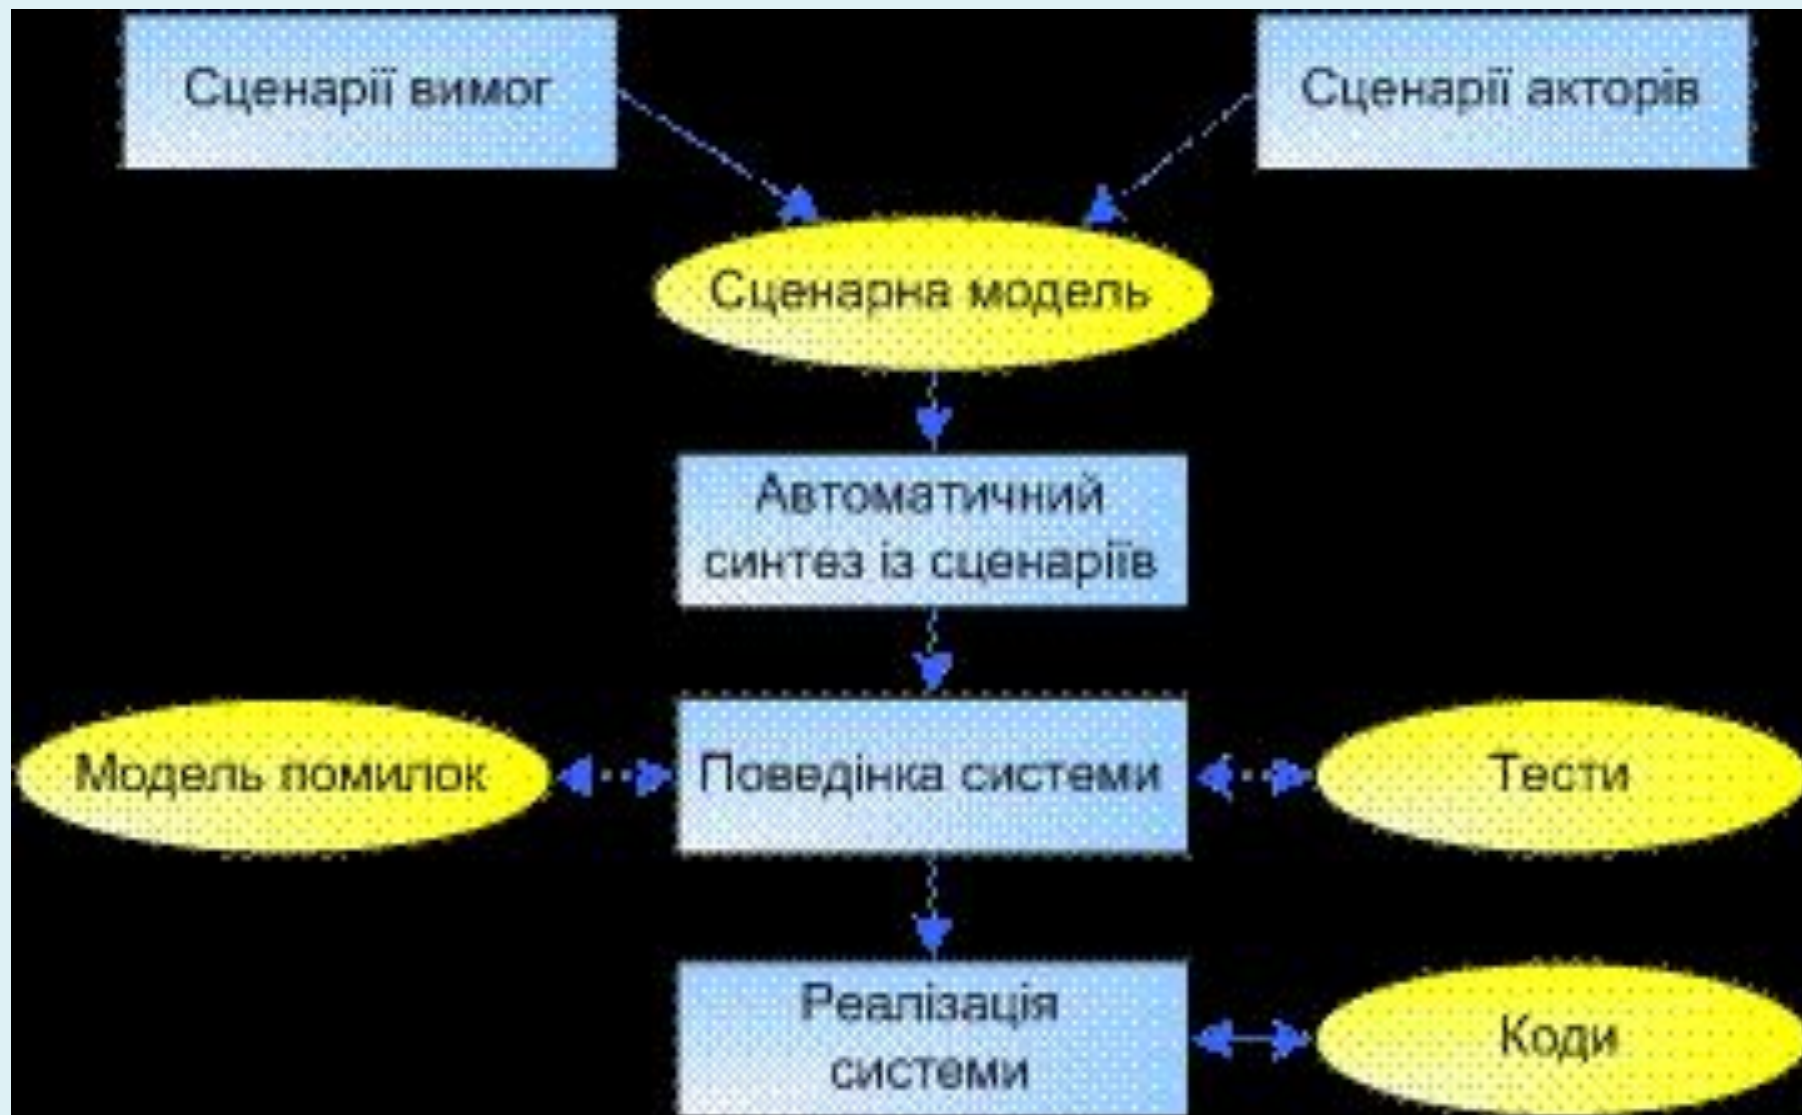 Сценарії вимог
Сценарії акторів
Сценарна модель
Автоматичний
синтез із сценаріїв
Модель помилок
Поведінка системи
Тести
Реалізація
системи
Коди